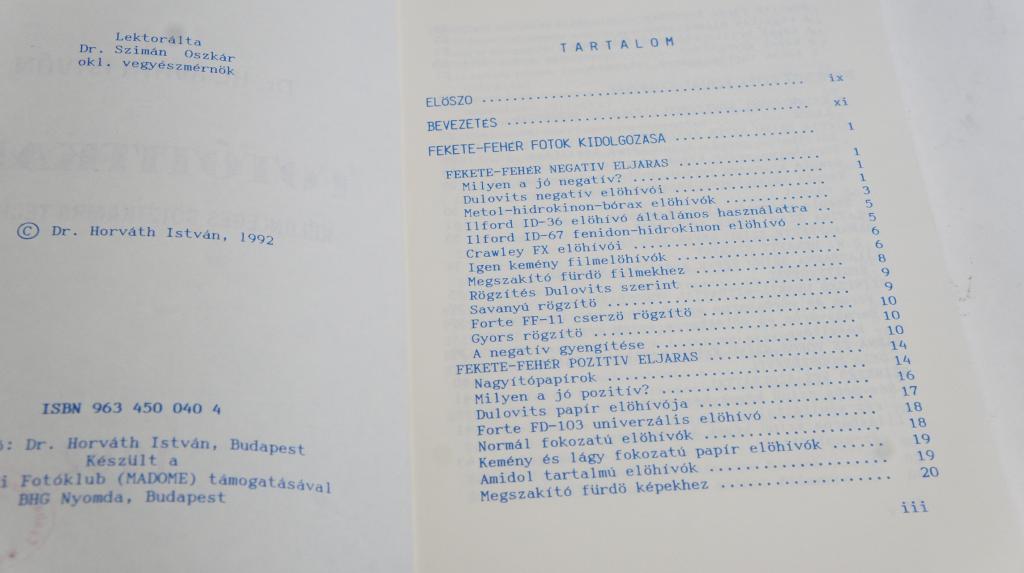 Lektorálta
Dr. Szimán Oszkár
okl. vegyészmérnök
© Dr. Horváth István, 1992
ISBN 963 450 040 4
: Dr. Horváth István, Budapest
Készült a
i Fotóklub (MADOME) támogatásával
BHG Nyomda, Budapest
TARTALOM
ELÖSZO ........................................ ix
BEVEZETÉS ........................................ xi
FEKETE-FEHÉR FOTOK KIDOLGOZASA ................... 1
FEKETE-FEHÉR NEGATIV ELJARAS ................... 1
Milyen a jó negatív? ........................ 1
Dulovits negatív elöhívói ................... 1
Metol-hidrokinon-bórax elöhívók ............. 3
Ilford ID-36 elöhívó általános használatra .. 5
Ilford ID-67 fenidon-hidrokinon elöhívó ..... 5
Crawley FX elöhívói ......................... 6
Igen kemény filmelöhívók .................... 6
Megszakító fürdö filmekhez .................. 8
Rögzítés Dulovits szerint ................... 9
Savanyú rögzítö ............................. 9
Forte FF-11 cserzö rögzítö .................. 10
Gyors rögzítö ............................... 10
A negatív gyengítése ........................ 10
FEKETE-FEHÉR POZITIV ELJARAS ................... 14
Nagyítópapírok .............................. 14
Milyen a jó pozitív? ........................ 16
Dulovits papír elöhívója .................... 17
Forte FD-103 univerzális elöhívó ............ 18
Normál fokozatú elöhívók .................... 18
Kemény és lágy fokozatú papír elöhívók ...... 19
Amidol tartalmú elöhívók .................... 19
Megszakító fürdö képekhez ................... 20
iii